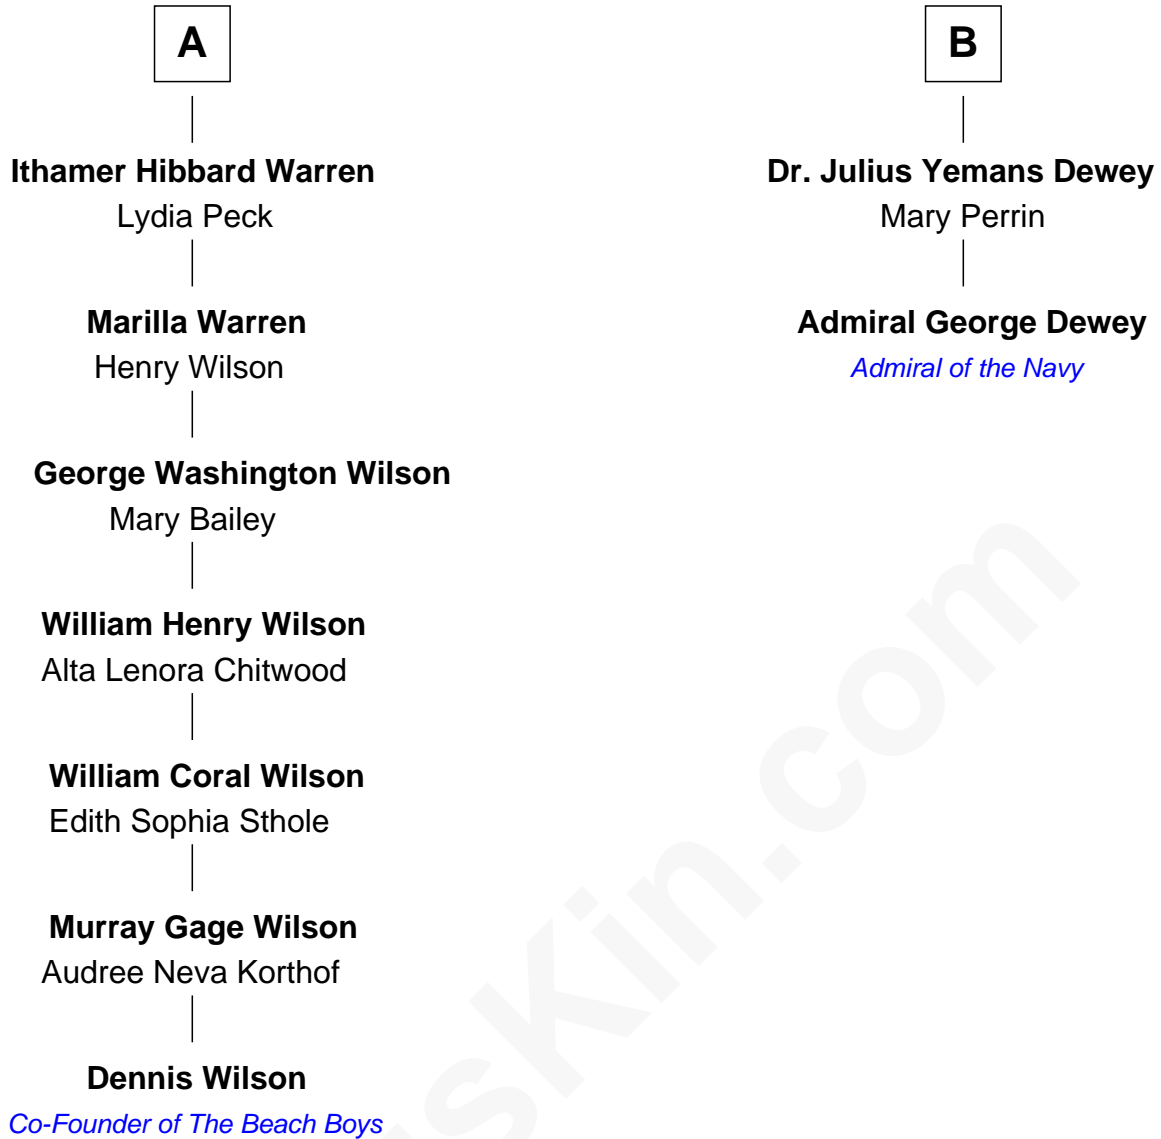 A
B
Ithamer Hibbard Warren
Lydia Peck
Dr. Julius Yemans Dewey
Mary Perrin
Marilla Warren
Henry Wilson
Admiral George Dewey
Admiral of the Navy
George Washington Wilson
Mary Bailey
William Henry Wilson
Alta Lenora Chitwood
William Coral Wilson
Edith Sophia Sthole
Murray Gage Wilson
Audree Neva Korthof
Dennis Wilson
Co-Founder of The Beach Boys
sKin.com